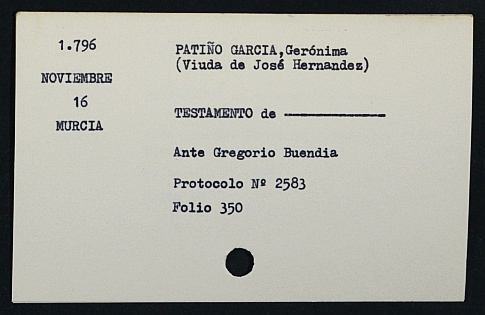 1.796
NOVIEMBRE
16
MURCIA
PATIÑO GARCIA,Gerónima
(Viuda de José Hernandez)
TESTAMENTO de ——————
Ante Gregorio Buendia
Protocolo Nº 2583
Folio 350